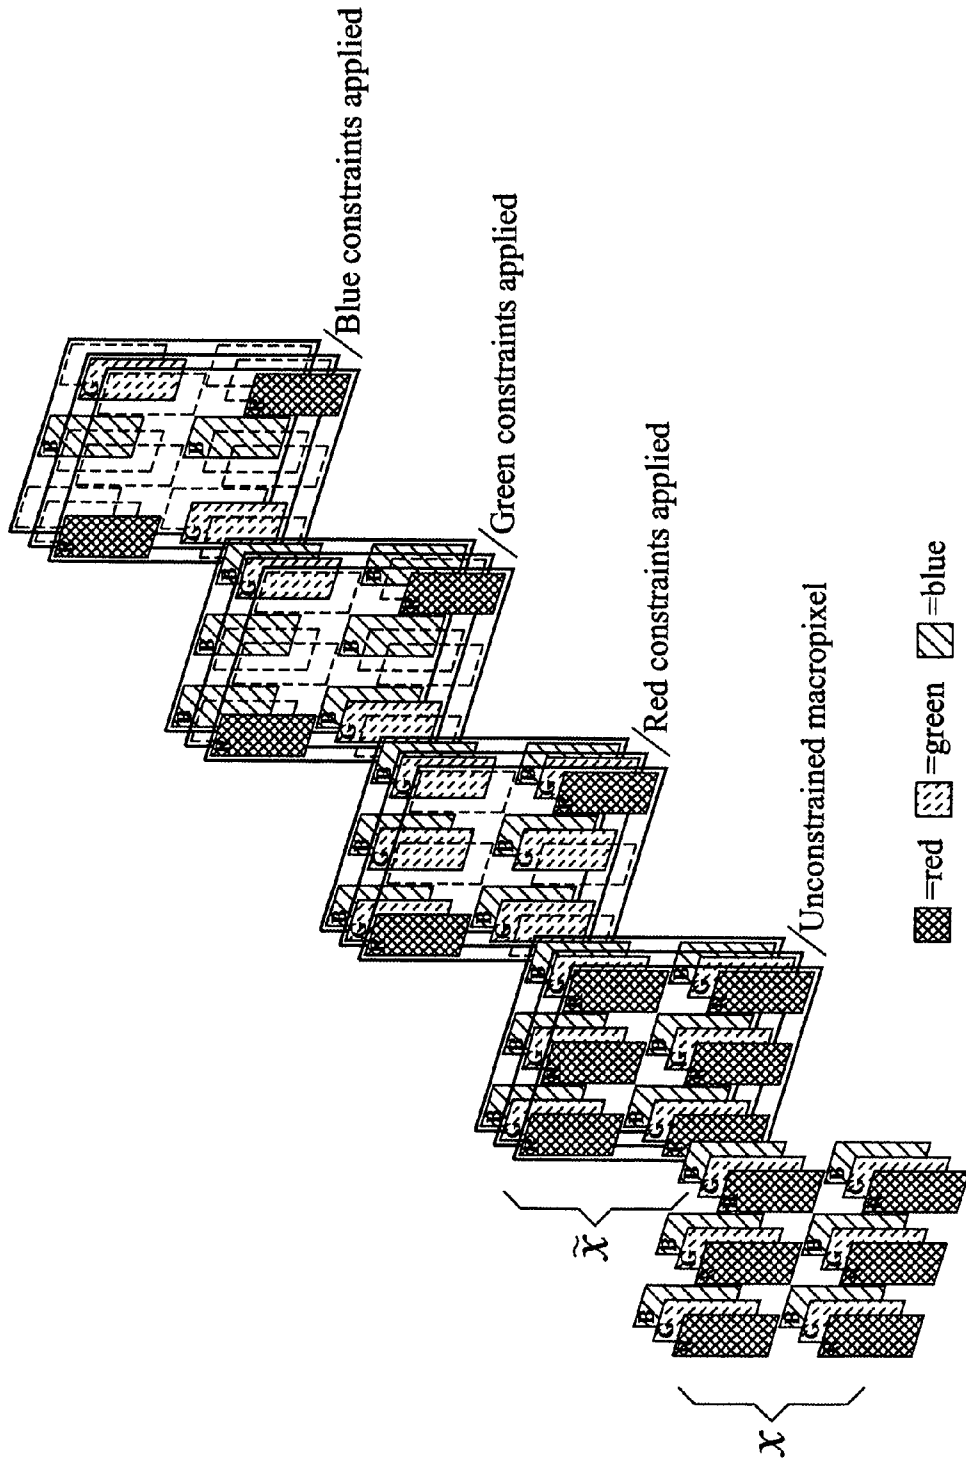 Blue constraints applied
Green constraints applied
Red constraints applied
Unconstrained macropixel
x̃
x
=red =green =blue
B
G
B
B
G
R
B
B
B
G
B
B
G
B
B
B
G
G
G
B
B
B
G
G
G
B
B
B
G
G
G
R
B
B
B
G
G
G
R
B
B
B
G
G
G
R
B
B
B
G
G
G
R